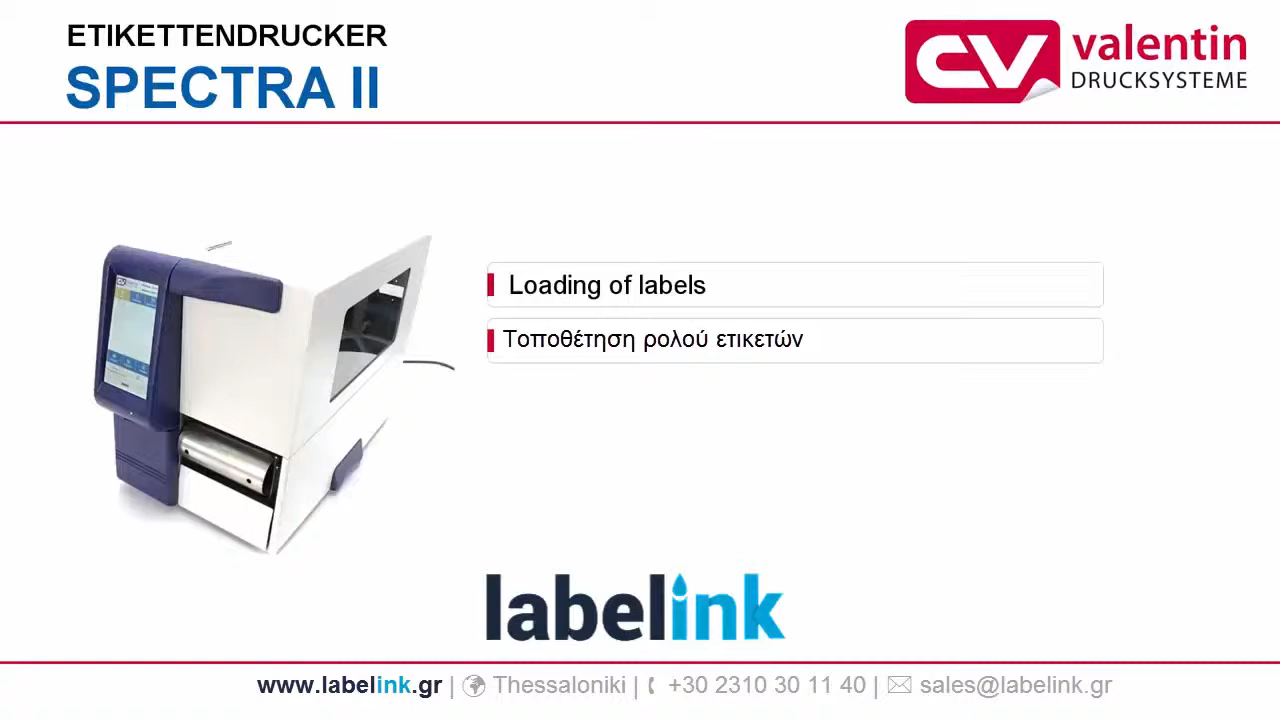 ETIKETTENDRUCKER
SPECTRA II
CV valentin
DRUCKSYSTEME
Loading of labels
Τοποθέτηση ρολού ετικετών
labelink
www.labelink.gr | Thessaloniki | +30 2310 30 11 40 | sales@labelink.gr